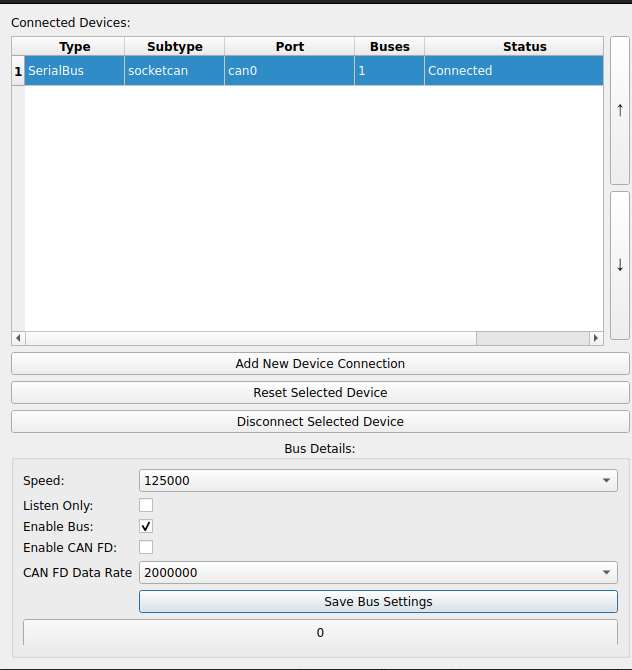 Connected Devices:
Type Subtype Port Buses Status
1 SerialBus socketcan can0 1 Connected
↑
↓
Add New Device Connection
Reset Selected Device
Disconnect Selected Device
Bus Details:
Speed: 125000
Listen Only:
Enable Bus: ✓
Enable CAN FD:
CAN FD Data Rate 2000000
Save Bus Settings
0